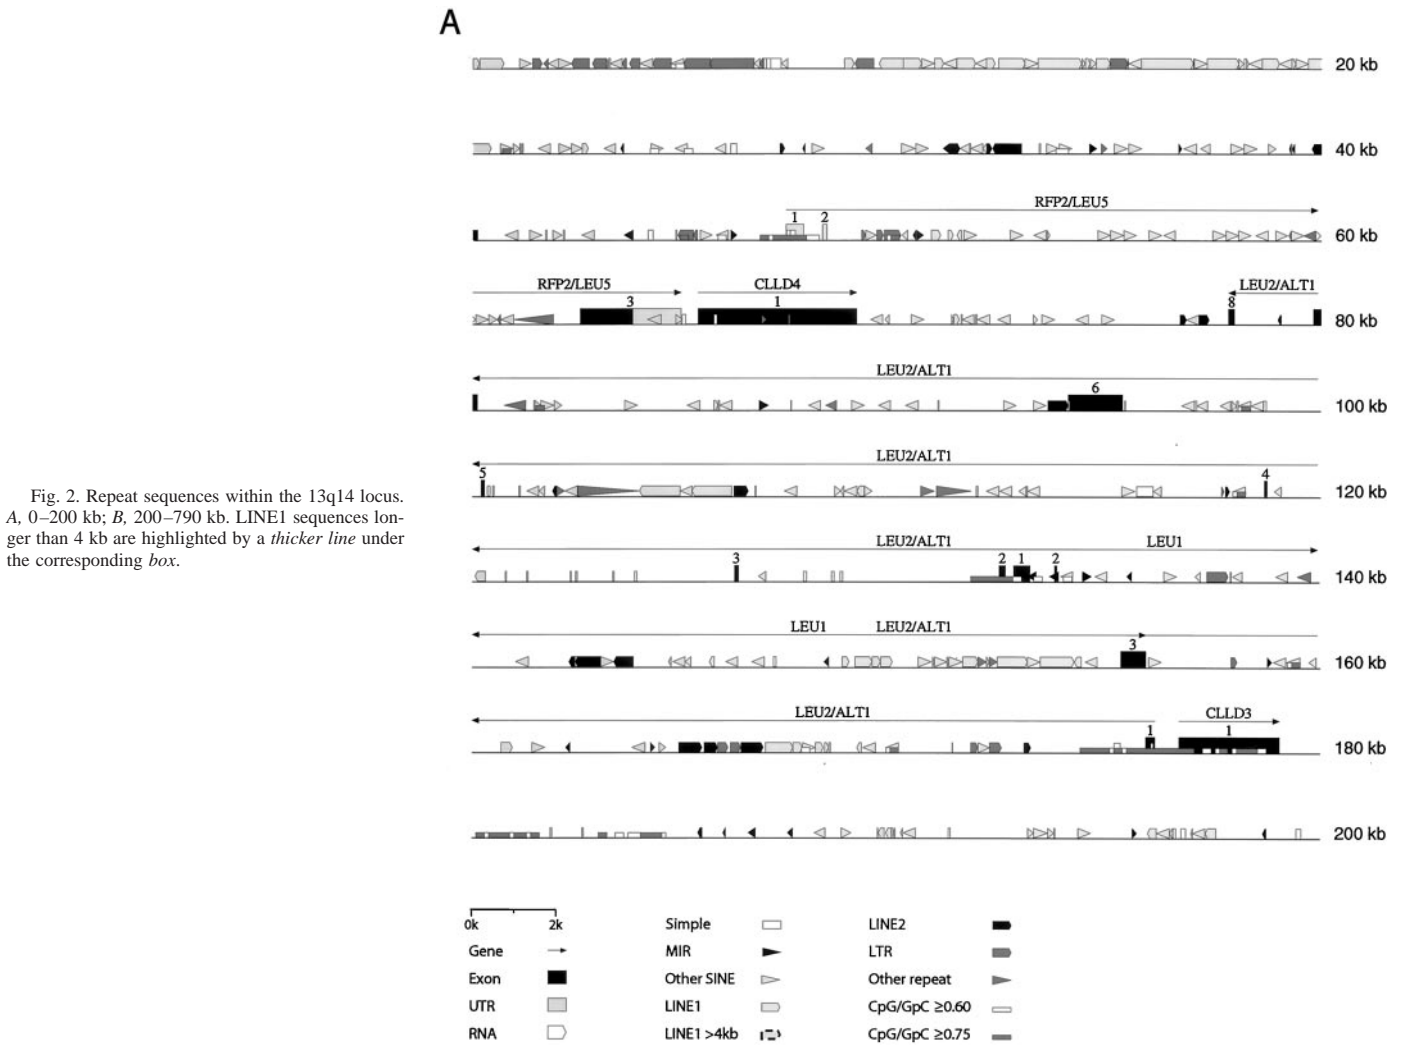 A
20 kb
40 kb
RFP2/LEU5
1 2
60 kb
RFP2/LEU5 CLLD4 LEU2/ALT1
3 1 8
80 kb
LEU2/ALT1
6
100 kb
LEU2/ALT1
5 4
120 kb
LEU2/ALT1 LEU1
3 2 1 2
140 kb
LEU1 LEU2/ALT1
3
160 kb
LEU2/ALT1 CLLD3
1 1
180 kb
200 kb
Fig. 2. Repeat sequences within the 13q14 locus.
A, 0–200 kb; B, 200–790 kb. LINE1 sequences lon-
ger than 4 kb are highlighted by a thicker line under
the corresponding box.
0k 2k
Gene
Exon
UTR
RNA
Simple
MIR
Other SINE
LINE1
LINE1 >4kb
LINE2
LTR
Other repeat
CpG/GpC ≥0.60
CpG/GpC ≥0.75